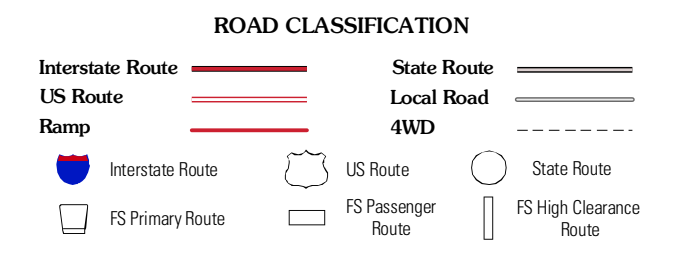 ROAD CLASSIFICATION
Interstate Route
State Route
US Route
Local Road
Ramp
4WD
Interstate Route
US Route
State Route
FS Primary Route
FS Passenger
Route
FS High Clearance
Route